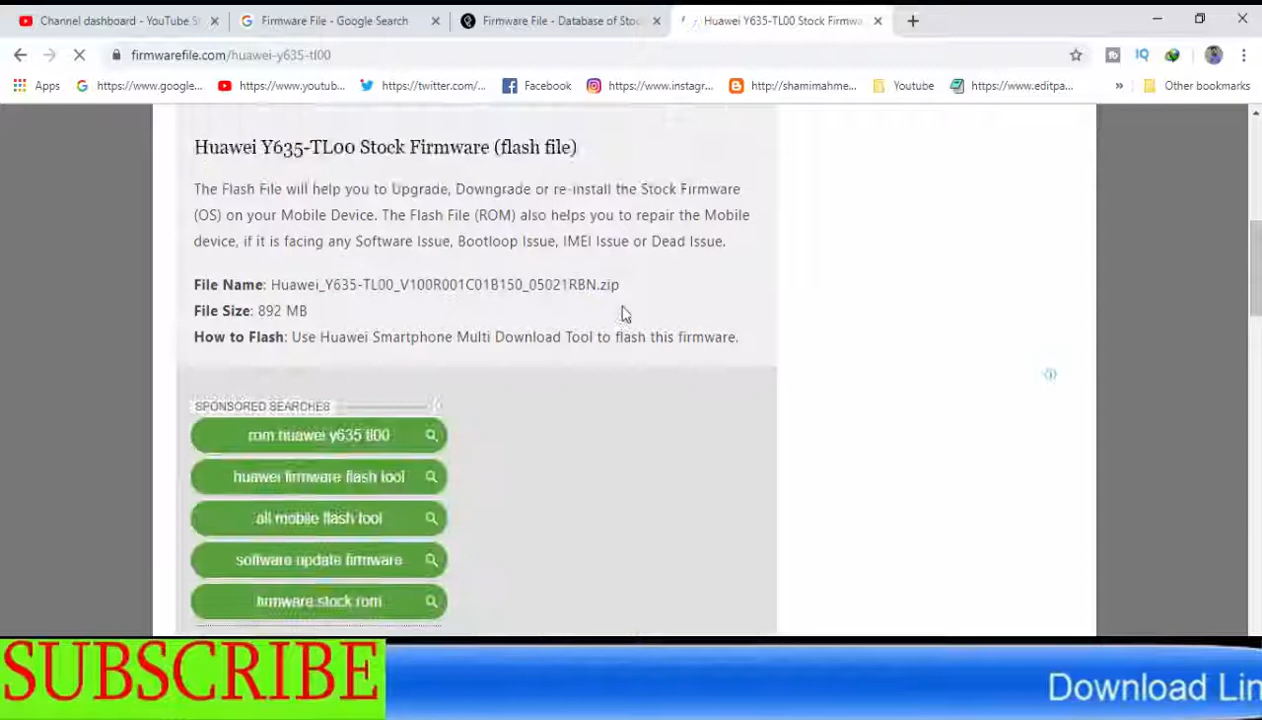 Channel dashboard - YouTube St
Firmware File - Google Search
Firmware File - Database of Stoc
Huawei Y635-TL00 Stock Firmwa
firmwarefile.com/huawei-y635-tl00
Apps
https://www.google...
https://www.youtub...
https://twitter.com/...
Facebook
https://www.instagr...
http://shamimahme...
Youtube
https://www.editpa...
»
Other bookmarks
Huawei Y635-TL00 Stock Firmware (flash file)
The Flash File will help you to Upgrade, Downgrade or re-install the Stock Firmware
(OS) on your Mobile Device. The Flash File (ROM) also helps you to repair the Mobile
device, if it is facing any Software Issue, Bootloop Issue, IMEI Issue or Dead Issue.
File Name: Huawei_Y635-TL00_V100R001C01B150_05021RBN.zip
File Size: 892 MB
How to Flash: Use Huawei Smartphone Multi Download Tool to flash this firmware.
SPONSORED SEARCHES
rom huawei y635 tl00
huawei firmware flash tool
all mobile flash tool
software update firmware
firmware stock rom
SUBSCRIBE
Download Lin